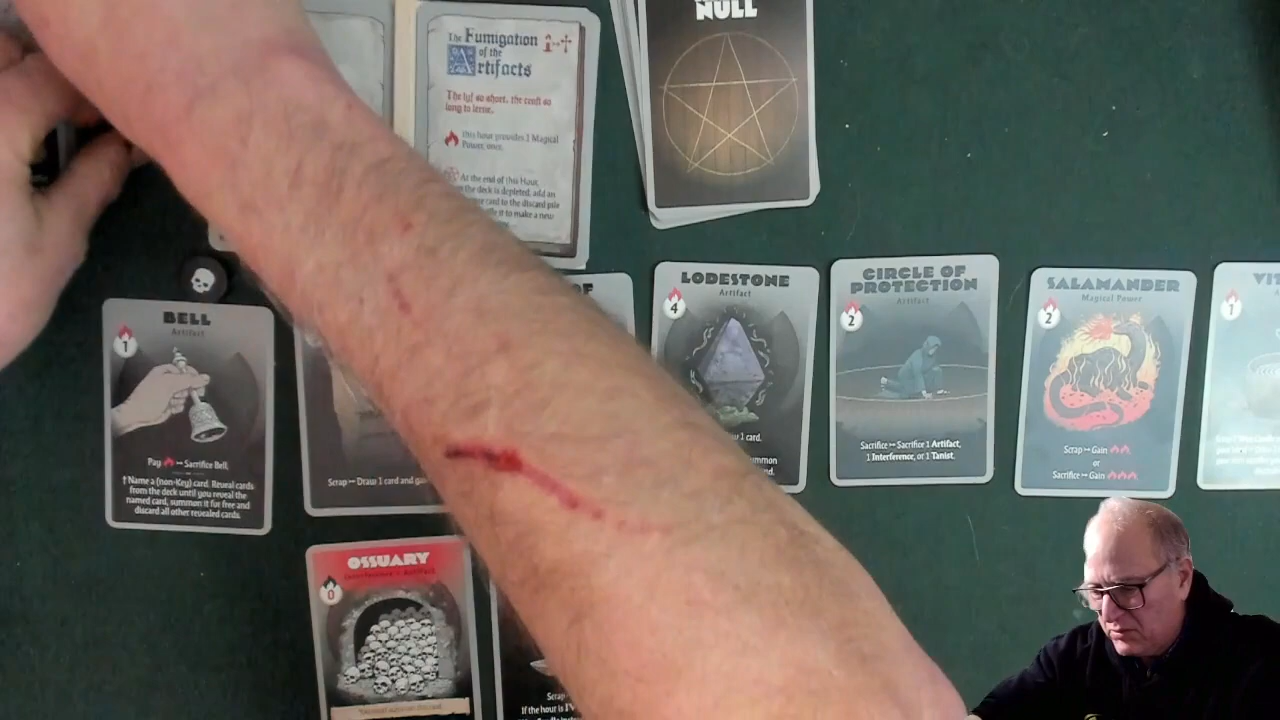 The Fumigation
of the
Artifacts
The lyf so short, the craft so
long to lerne.
This hour provides 1 Magical
Power, once.
At the end of this Hour,
the deck is depleted, add an
card to the discard pile
it to make a new
NULL
BELL
Artifact
1
Pay Sacrifice Bell.
† Name a (non-Key) card. Reveal cards
from the deck until you reveal the
named card, summon it for free and
discard all other revealed cards.
Scrap Draw 1 card and
OF
LODESTONE
Artifact
4
1 card.
CIRCLE OF
PROTECTION
Artifact
2
Sacrifice Sacrifice 1 Artifact,
1 Interference, or 1 Tanist.
SALAMANDER
Magical Power
2
Scrap Gain
or
Sacrifice Gain
1
OSSUARY
Interference
0
If the hour is